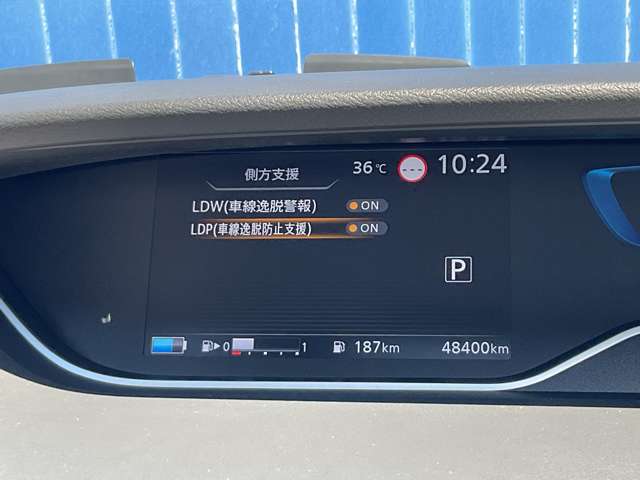 側方支援
36℃ --- 10:24
LDW(車線逸脱警報) ON
LDP(車線逸脱防止支援) ON
P
0 1 187km 48400km